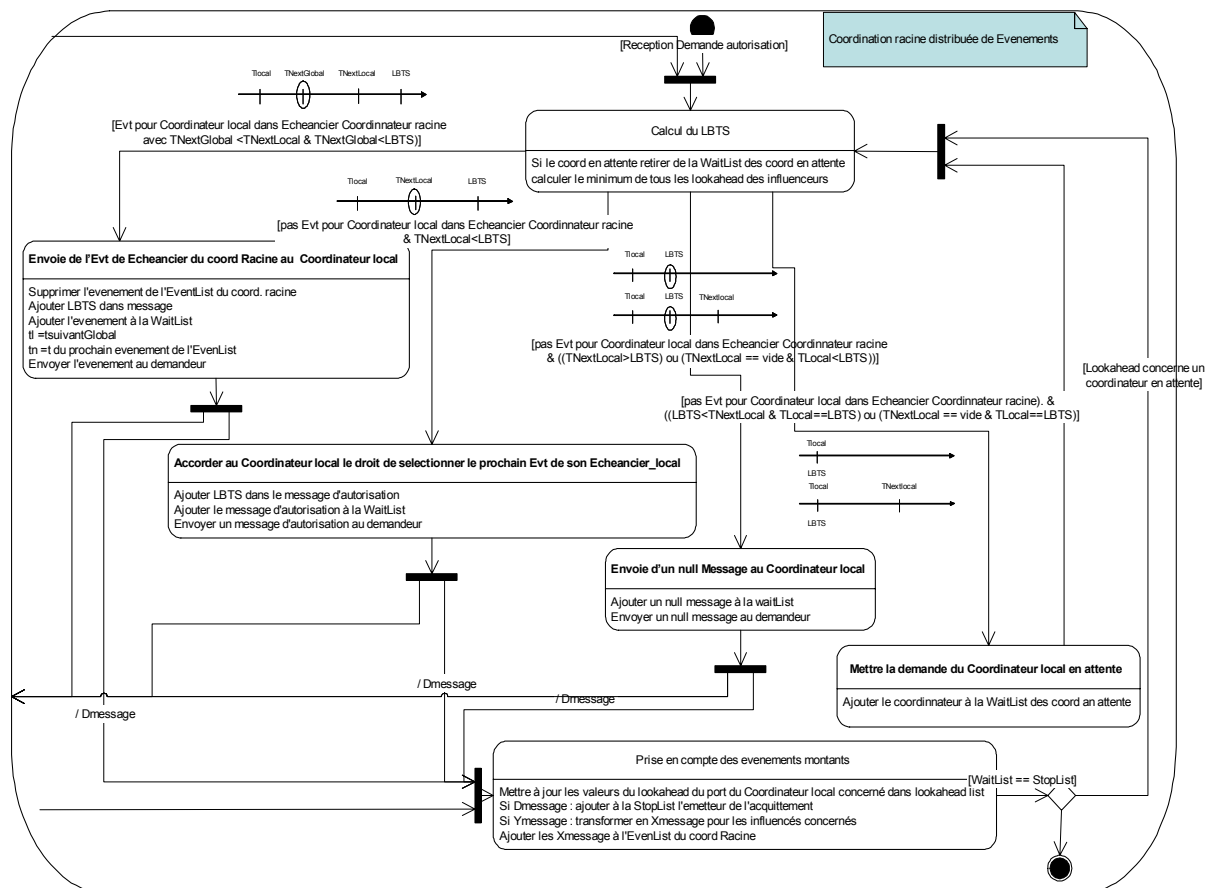 [Reception Demande autorisation]
Coordination racine distribuée de Evenements
Tlocal TNextGlobal TNextLocal LBTS
[Evt pour Coordinateur local dans Echeancier Coordinnateur racine
avec TNextGlobal <TNextLocal & TNextGlobal<LBTS)]
Calcul du LBTS
Si le coord en attente retirer de la WaitList des coord en attente
calculer le minimum de tous les lookahead des influenceurs
Tlocal TNextLocal LBTS
[pas Evt pour Coordinateur local dans Echeancier Coordinnateur racine
& TNextLocal<LBTS]
Envoie de l'Evt de Echeancier du coord Racine au Coordinateur local
Supprimer l'evenement de l'EventList du coord. racine
Ajouter LBTS dans message
Ajouter l'evenement à la WaitList
tl =tsuivantGlobal
tn =t du prochain evenement de l'EvenList
Envoyer l'evenement au demandeur
Tlocal LBTS
Tlocal LBTS TNextlocal
[pas Evt pour Coordinateur local dans Echeancier Coordinnateur racine
& ((TNextLocal>LBTS) ou (TNextLocal == vide & TLocal<LBTS))]
[Lookahead concerne un
coordinateur en attente]
[pas Evt pour Coordinateur local dans Echeancier Coordinnateur racine). &
((LBTS<TNextLocal & TLocal==LBTS) ou (TNextLocal == vide & TLocal==LBTS)]
Tlocal
LBTS
Tlocal TNextlocal
LBTS
Accorder au Coordinateur local le droit de selectionner le prochain Evt de son Echeancier_local
Ajouter LBTS dans le message d'autorisation
Ajouter le message d'autorisation à la WaitList
Envoyer un message d'autorisation au demandeur
Envoie d'un null Message au Coordinateur local
Ajouter un null message à la waitList
Envoyer un null message au demandeur
Mettre la demande du Coordinateur local en attente
Ajouter le coordinnateur à la WaitList des coord an attente
/ Dmessage
/ Dmessage
/ Dmessage
Prise en compte des evenements montants
Mettre à jour les valeurs du lookahead du port du Coordinateur local concerné dans lookahead list
Si Dmessage : ajouter à la StopList l'emetteur de l'acquittement
Si Ymessage : transformer en Xmessage pour les influencés concernés
Ajouter les Xmessage à l'EvenList du coord Racine
[WaitList == StopList]